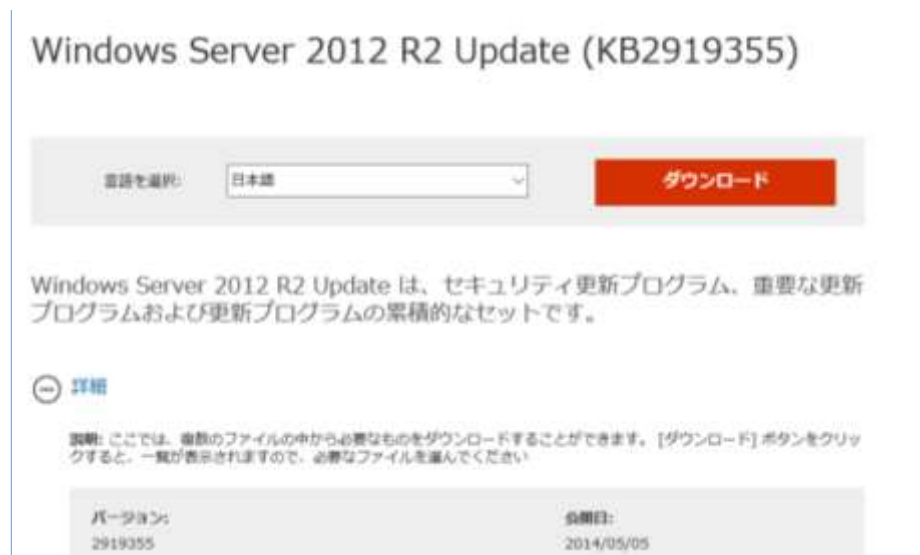 Windows Server 2012 R2 Update (KB2919355)
言語を選択:
日本語
ダウンロード
Windows Server 2012 R2 Update は、セキュリティ更新プログラム、重要な更新
プログラムおよび更新プログラムの累積的なセットです。
詳細
説明: ここでは、複数のファイルの中から必要なものをダウンロードすることができます。 [ダウンロード] ボタンをクリッ
クすると、一覧が表示されますので、必要なファイルを選んでください
バージョン:
2919355
公開日:
2014/05/05